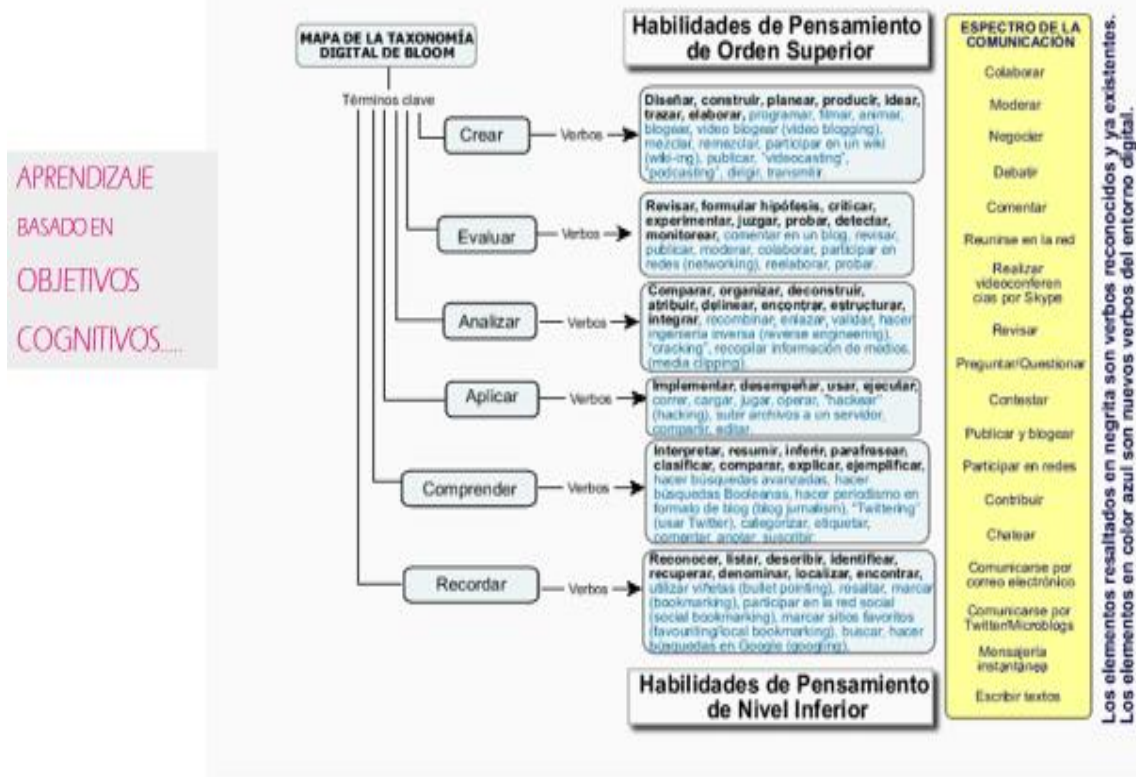 APRENDIZAJE
BASADO EN
OBJETIVOS
COGNITIVOS.....
MAPA DE LA TAXONOMÍA
DIGITAL DE BLOOM
Términos clave
Habilidades de Pensamiento
de Orden Superior
Crear
Verbos
Diseñar, construir, planear, producir, idear,
trazar, elaborar, programar, filmar, animar,
blogear, video blogear (video blogging),
mezclar, remezclar, participar en un wiki
(wiki-ing), publicar, "videocasting",
"podcasting", dirigir, transmitir
Evaluar
Verbos
Revisar, formular hipótesis, criticar,
experimentar, juzgar, probar, detectar,
monitorear, comentar en un blog, revisar,
publicar, moderar, colaborar, participar en
redes (networking), reelaborar, probar.
Analizar
Verbos
Comparar, organizar, deconstruir,
atribuir, delinear, encontrar, estructurar,
integrar, recombinar, enlazar, validar, hacer
ingeniería inversa (reverse engineering),
"cracking", recopilar información de medios,
(media clipping).
Aplicar
Verbos
Implementar, desempeñar, usar, ejecutar,
correr, cargar, jugar, operar, "hackear"
(hacking), subir archivos a un servidor,
compartir, editar.
Comprender
Verbos
Interpretar, resumir, inferir, parafrasear,
clasificar, comparar, explicar, ejemplificar,
hacer búsquedas avanzadas, hacer
búsquedas Booleanas, hacer periodismo en
formato de blog (blog jurnalism), "Twittering"
(usar Twitter), categorizar, etiquetar,
comentar, anotar, suscribir.
Recordar
Verbos
Reconocer, listar, describir, identificar,
recuperar, denominar, localizar, encontrar,
utilizar viñetas (bullet pointing), resaltar, marcar
(bookmarking), participar en la red social
(social bookmarking), marcar sitios favoritos
(favouriting/local bookmarking), buscar, hacer
búsquedas en Google (googling).
Habilidades de Pensamiento
de Nivel Inferior
ESPECTRO DE LA
COMUNICACIÓN
Colaborar
Moderar
Negocier
Debatir
Comentar
Reunirse en la red
Realizar
videoconferen
cias por Skype
Revisar
Preguntar/Questionar
Contestar
Publicar y blogear
Participar en redes
Contribuir
Chatear
Comunicarse por
correo electrónico
Comunicarse por
Twitter/Microblogs
Mensajería
instantánea
Escribir textos
Los elementos resaltados en negrita son verbos reconocidos y ya existentes.
Los elementos en color azul son nuevos verbos del entorno digital.